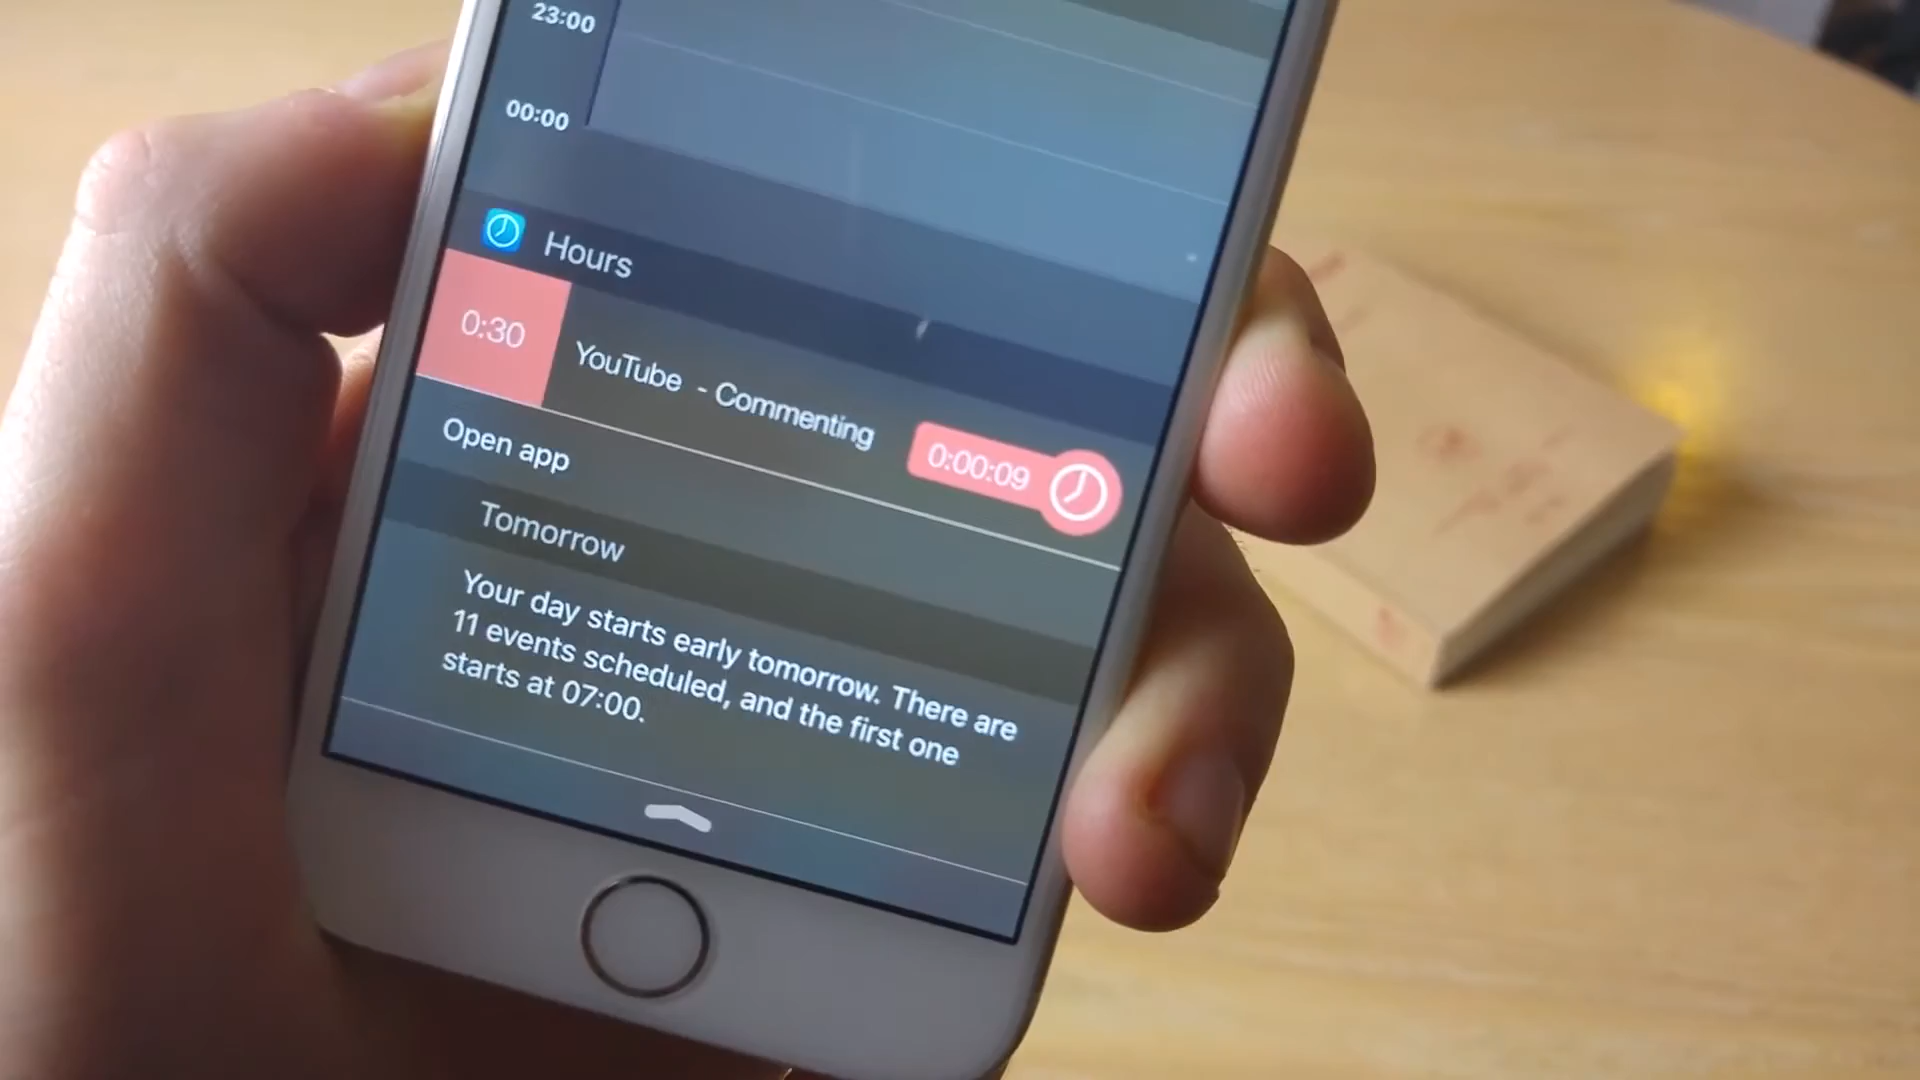 23:00
00:00
Hours
0:30
YouTube - Commenting
0:00:09
Open app
Tomorrow
Your day starts early tomorrow. There are
11 events scheduled, and the first one
starts at 07:00.